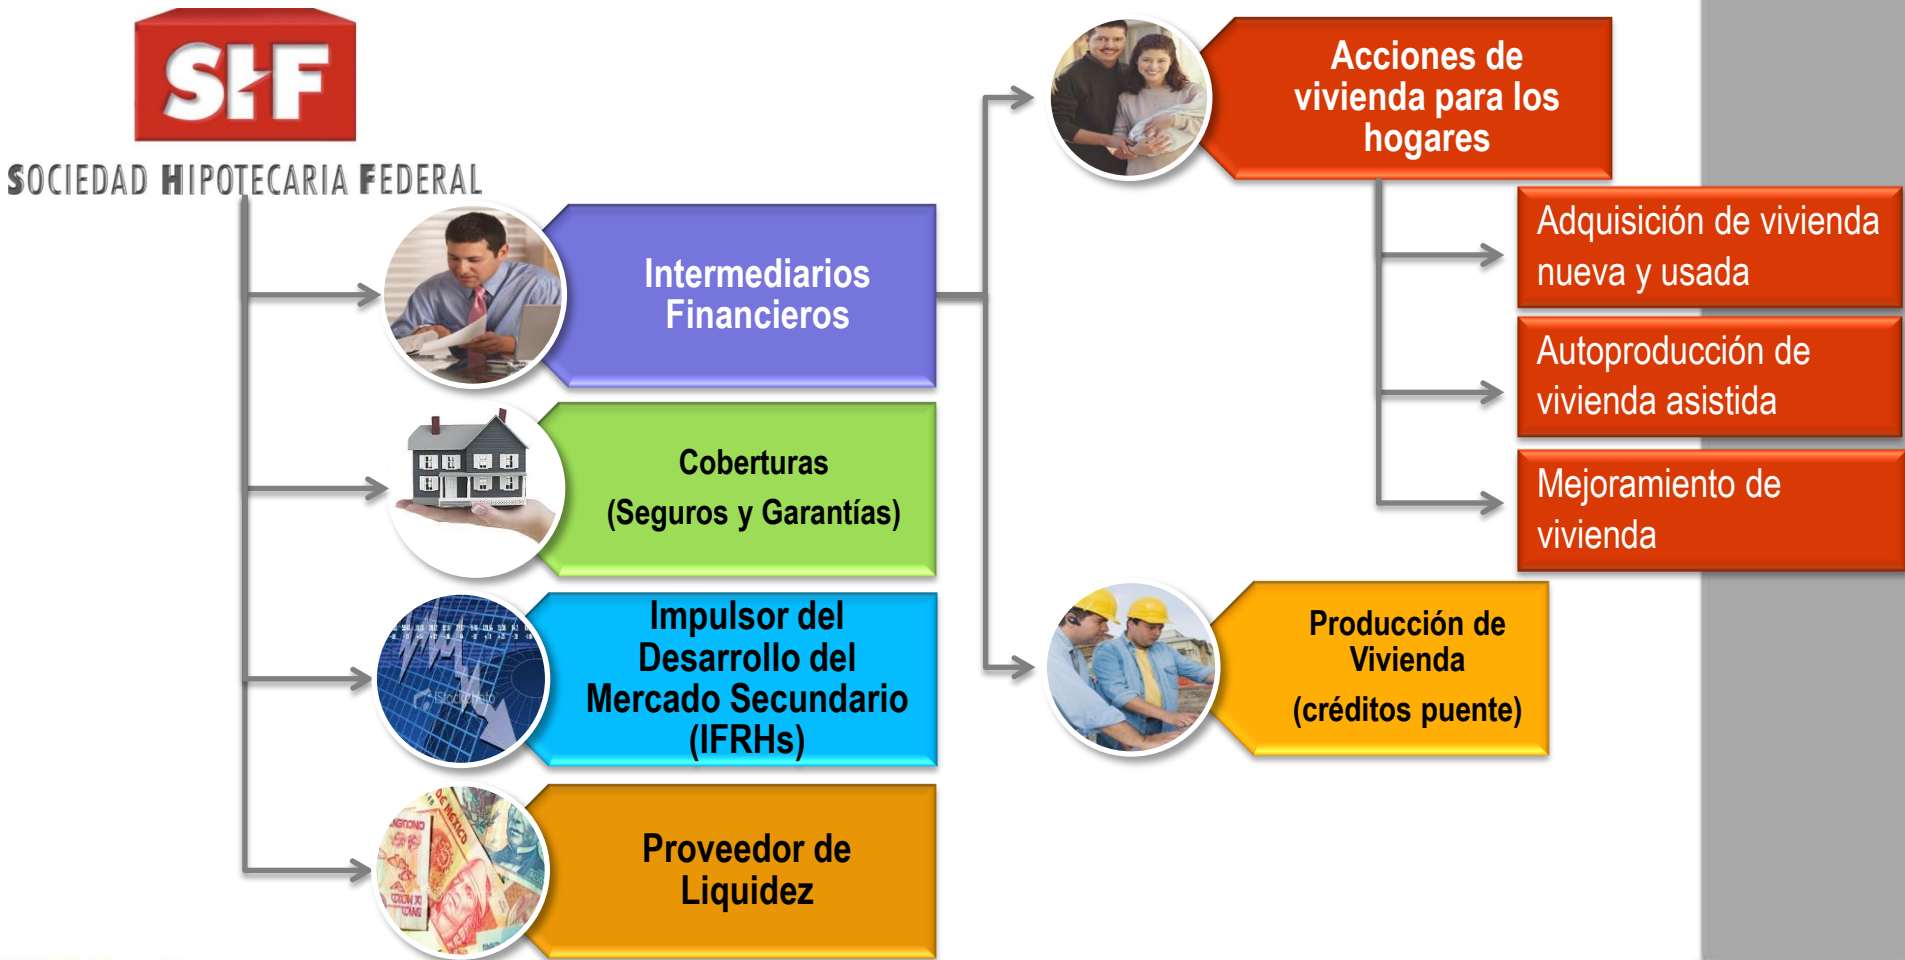 SHF
SOCIEDAD HIPOTECARIA FEDERAL
Intermediarios
Financieros
Coberturas
(Seguros y Garantías)
Impulsor del
Desarrollo del
Mercado Secundario
(IFRHs)
Proveedor de
Liquidez
Acciones de
vivienda para los
hogares
Adquisición de vivienda
nueva y usada
Autoproducción de
vivienda asistida
Mejoramiento de
vivienda
Producción de
Vivienda
(créditos puente)